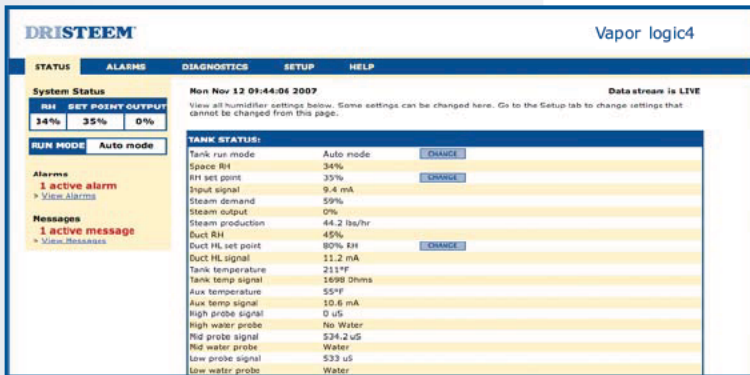 DRISTEEM
Vapor logic4
STATUS ALARMS DIAGNOSTICS SETUP HELP
System Status
RH SET POINT OUTPUT
34% 35% 0%
RUN MODE Auto mode
Alarms
1 active alarm
> View Alarms
Messages
1 active message
> View Messages
Mon Nov 12 09:44:06 2007 Data stream is LIVE
View all humidifier settings below. Some settings can be changed here. Go to the Setup tab to change settings that
cannot be changed from this page.
TANK STATUS:
Tank run mode Auto mode CHANGE
Space RH 34%
RH set point 35% CHANGE
Input signal 9.4 mA
Steam demand 59%
Steam output 0%
Steam production 44.2 lbs/hr
Duct RH 45%
Duct HL set point 80% RH CHANGE
Duct HL signal 11.2 mA
Tank temperature 211°F
Tank temp signal 1698 Ohms
Aux temperature 55°F
Aux temp signal 10.6 mA
High probe signal 0 uS
High water probe No Water
Mid probe signal 534.2 uS
Mid water probe Water
Low probe signal 533 uS
Low water probe Water